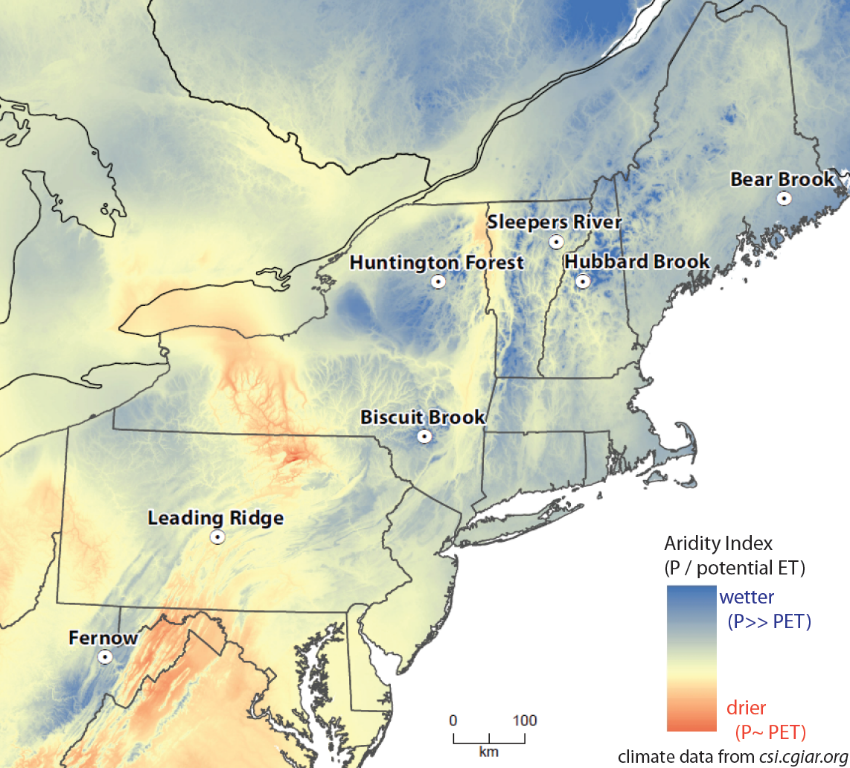 Bear Brook
Sleepers River
Huntington Forest
Hubbard Brook
Biscuit Brook
Leading Ridge
Fernow
Aridity Index
(P / potential ET)
wetter
(P>> PET)
drier
(P~ PET)
0 100
km
climate data from csi.cgiar.org